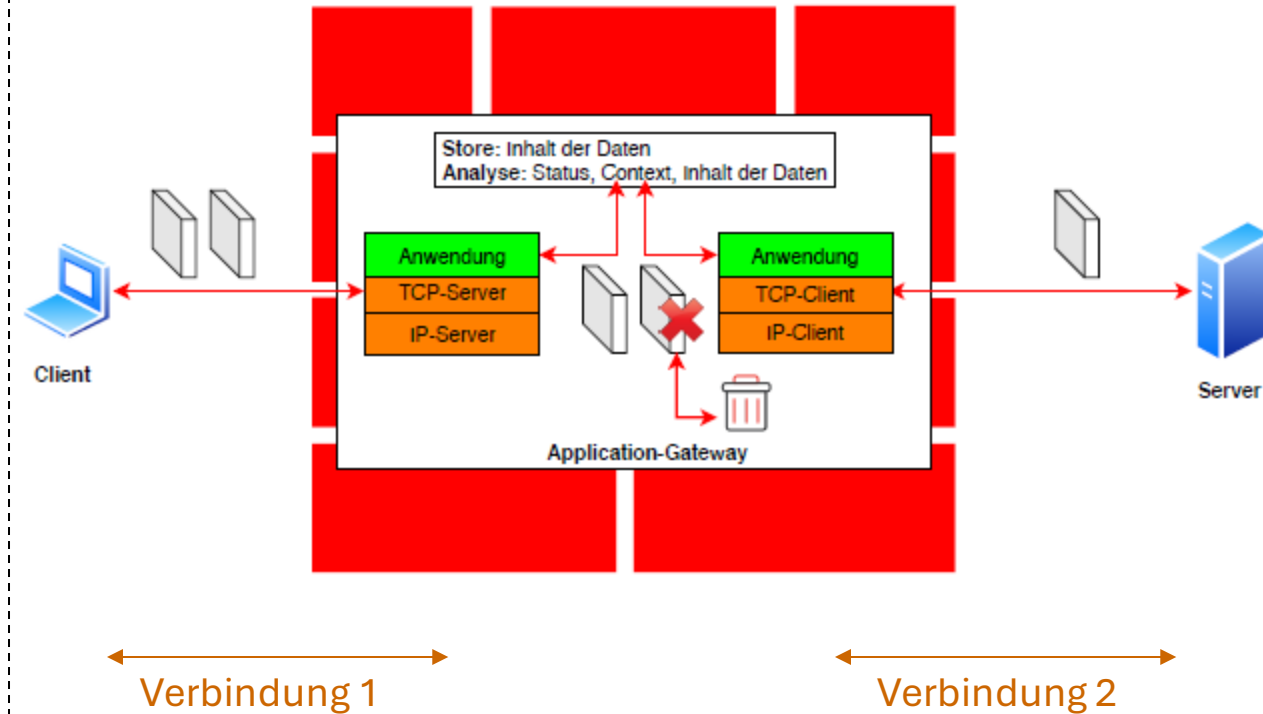 Store: Inhalt der Daten
Analyse: Status, Context, Inhalt der Daten
Anwendung
TCP-Server
IP-Server
Anwendung
TCP-Client
IP-Client
Client
Server
Application-Gateway
Verbindung 1
Verbindung 2